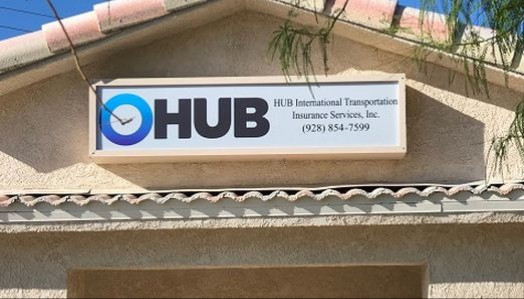 HUB
HUB International Transportation
Insurance Services, Inc.
(928) 854-7599